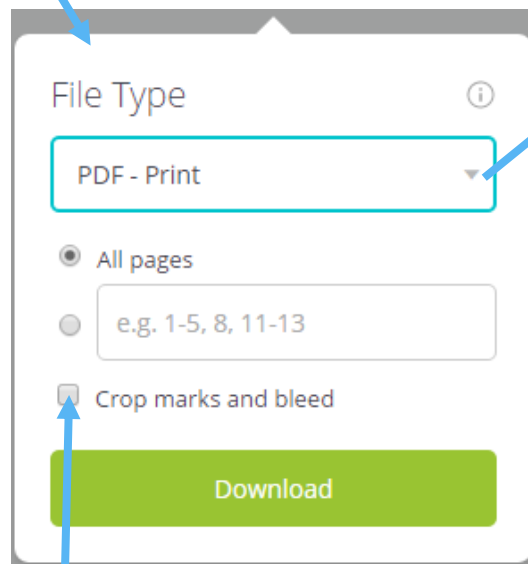 File Type
PDF - Print
All pages
e.g. 1-5, 8, 11-13
Crop marks and bleed
Download